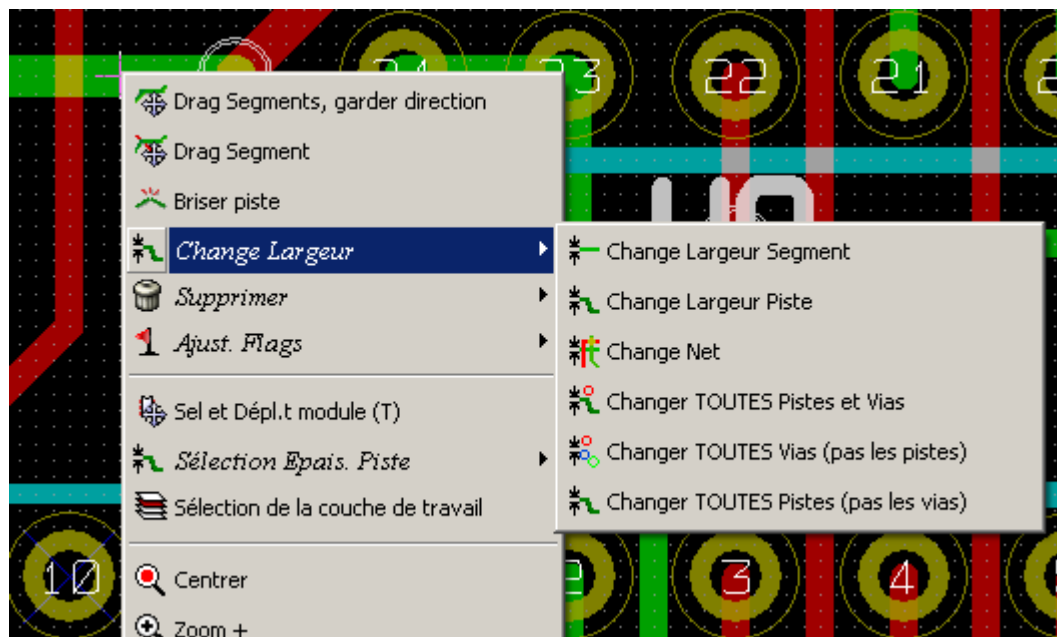 24
23
22
21
2
Drag Segments, garder direction
Drag Segment
Briser piste
Change Largeur
Supprimer
Ajust. Flags
Sel et Dépl.t module (T)
Sélection Epais. Piste
Sélection de la couche de travail
Centrer
Zoom +
Change Largeur Segment
Change Largeur Piste
Change Net
Changer TOUTES Pistes et Vias
Changer TOUTES Vias (pas les pistes)
Changer TOUTES Pistes (pas les vias)
10
2
3
4